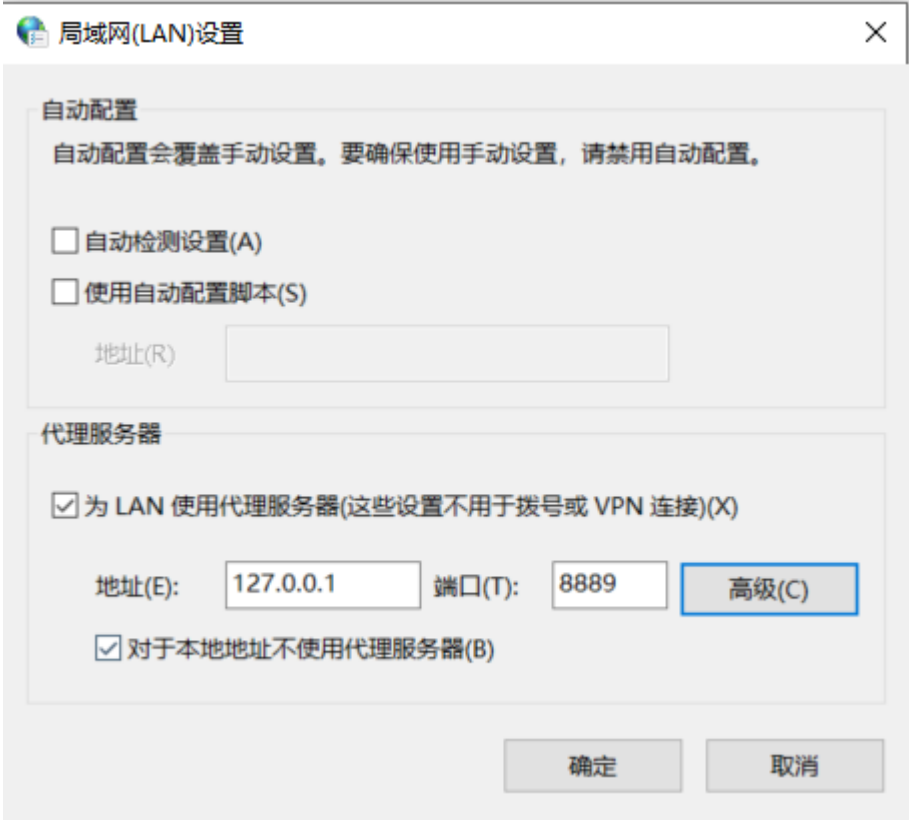 局域网(LAN)设置
自动配置
自动配置会覆盖手动设置。要确保使用手动设置，请禁用自动配置。
自动检测设置(A)
使用自动配置脚本(S)
地址(R)
代理服务器
为 LAN 使用代理服务器(这些设置不用于拨号或 VPN 连接)(X)
地址(E): 127.0.0.1 端口(T): 8889 高级(C)
对于本地地址不使用代理服务器(B)
确定 取消